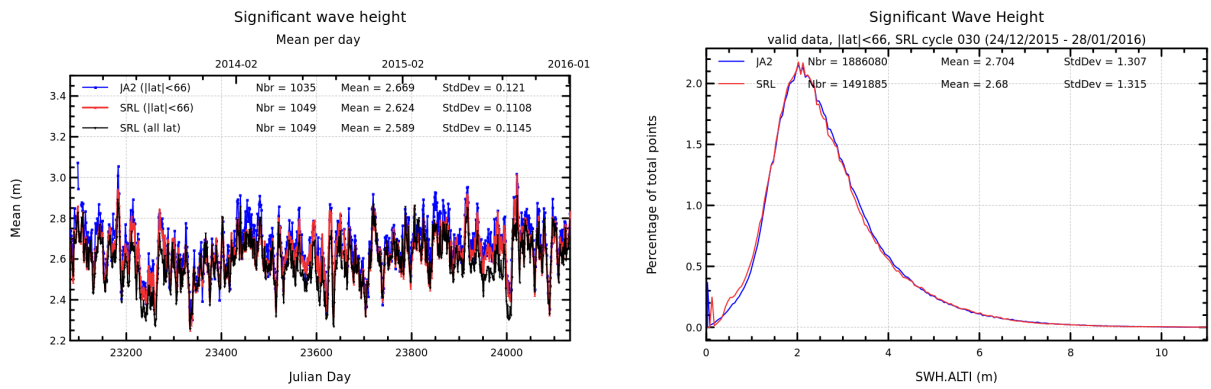 Significant wave height
Mean per day
2014-02 2015-02 2016-01
JA2 (|lat|<66) Nbr = 1035 Mean = 2.669 StdDev = 0.121
SRL (|lat|<66) Nbr = 1049 Mean = 2.624 StdDev = 0.1108
SRL (all lat) Nbr = 1049 Mean = 2.589 StdDev = 0.1145
3.4
3.2
3.0
2.8
2.6
2.4
2.2
Mean (m)
23200 23400 23600 23800 24000
Julian Day
Significant Wave Height
valid data, |lat|<66, SRL cycle 030 (24/12/2015 - 28/01/2016)
JA2 Nbr = 1886080 Mean = 2.704 StdDev = 1.307
SRL Nbr = 1491885 Mean = 2.68 StdDev = 1.315
2.0
1.5
1.0
0.5
0.0
Percentage of total points
0 2 4 6 8 10
SWH.ALTI (m)